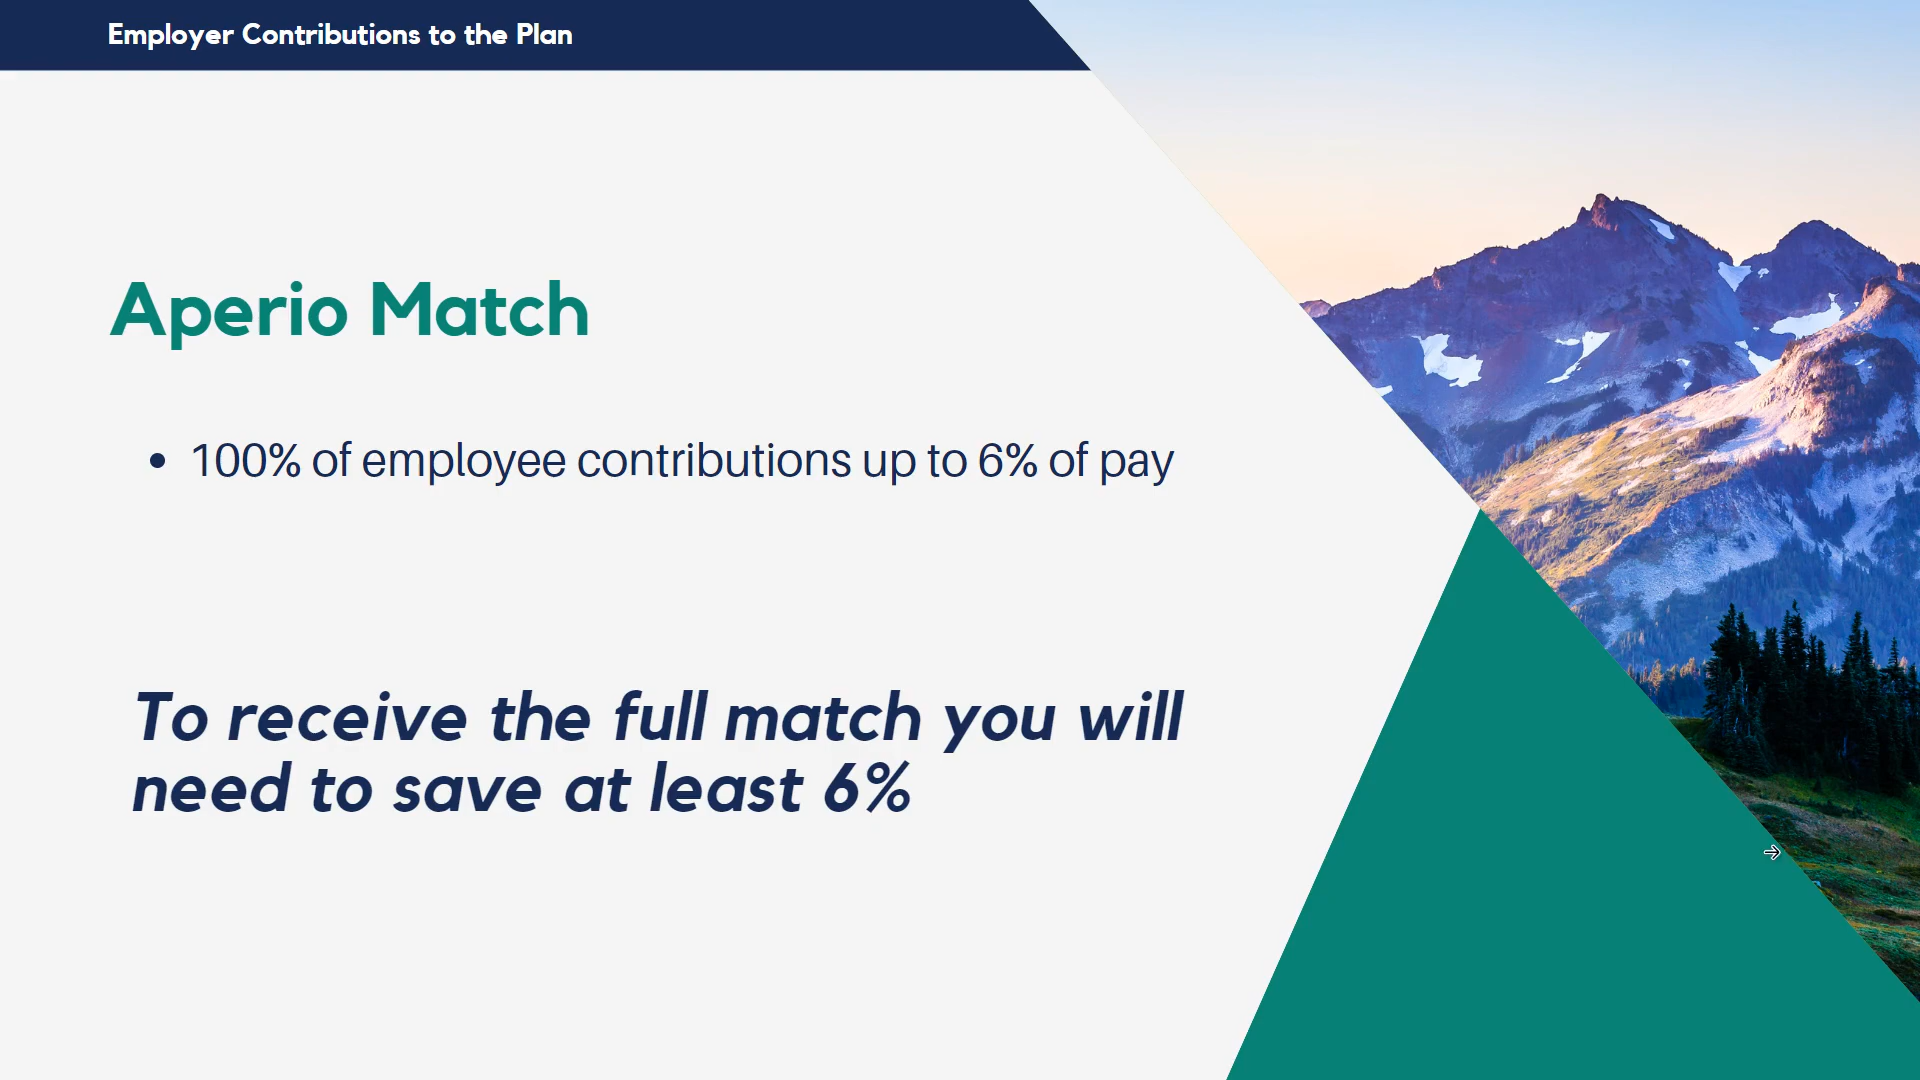 Employer Contributions to the Plan
Aperio Match
• 100% of employee contributions up to 6% of pay
To receive the full match you will
need to save at least 6%